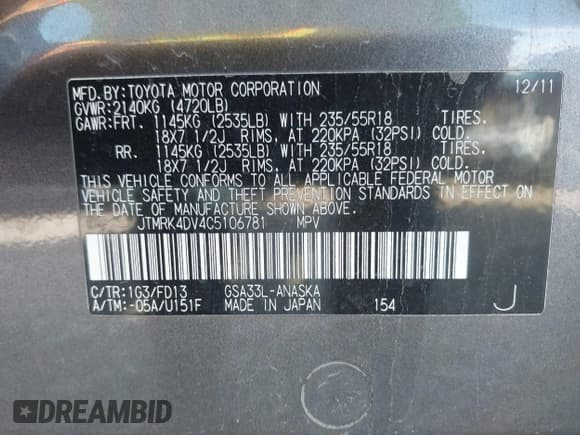 MFD.BY:TOYOTA MOTOR CORPORATION 12/11
GVWR:2140KG (4720LB)
GAWR:FRT. 1145KG (2535LB) WITH 235/55R18 TIRES.
18X7 1/2J RIMS, AT 220KPA (32PSI) COLD.
RR. 1145KG (2535LB) WITH 235/55R18 TIRES.
18X7 1/2J RIMS, AT 220KPA (32PSI) COLD.
THIS VEHICLE CONFORMS TO ALL APPLICABLE FEDERAL MOTOR
VEHICLE SAFETY AND THEFT PREVENTION STANDARDS IN EFFECT ON
THE DATE OF MANUFACTURE SHOWN ABOVE.
JTMRK4DV4C5106781 MPV
C/TR:1G3/FD13 GSA33L-ANASKA
A/TM:-05A/U151F MADE IN JAPAN 154 J
DREAMBID